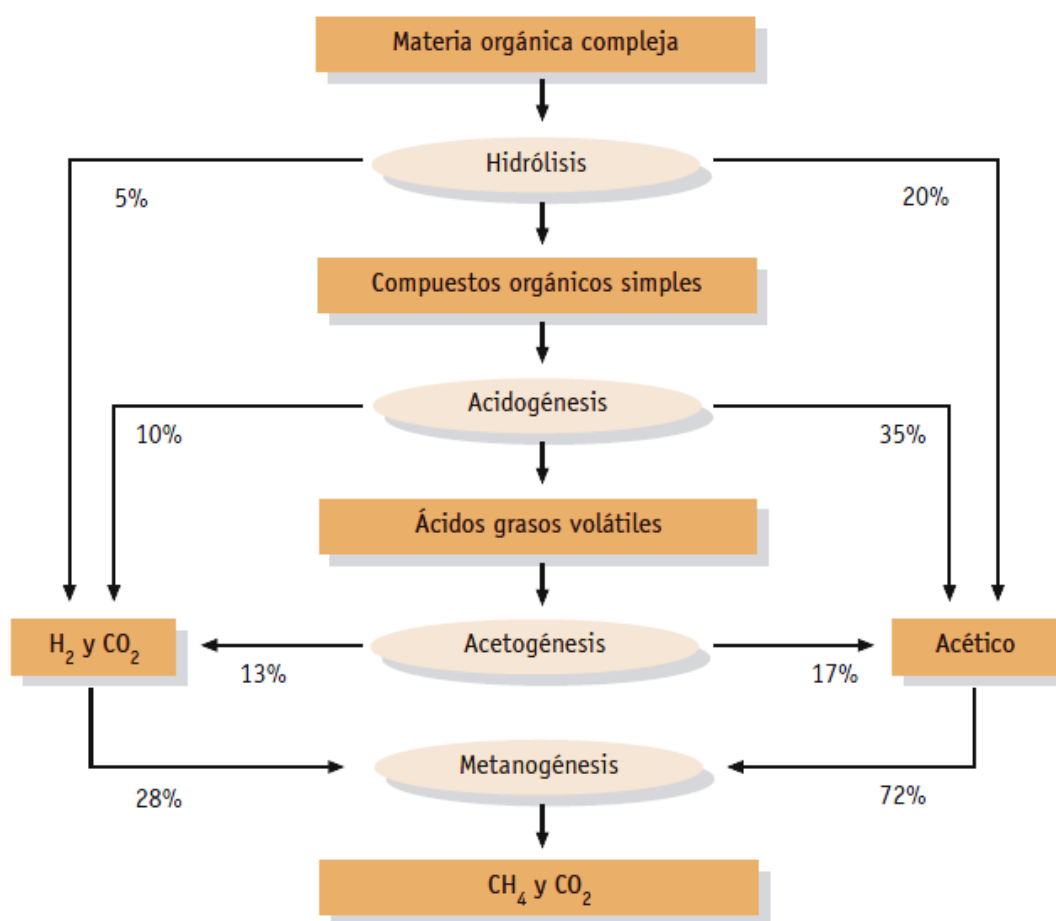 Materia orgánica compleja
Hidrólisis
5%
20%
Compuestos orgánicos simples
Acidogénesis
10%
35%
Ácidos grasos volátiles
H₂ y CO₂
Acetogénesis
Acético
13%
17%
Metanogénesis
28%
72%
CH₄ y CO₂